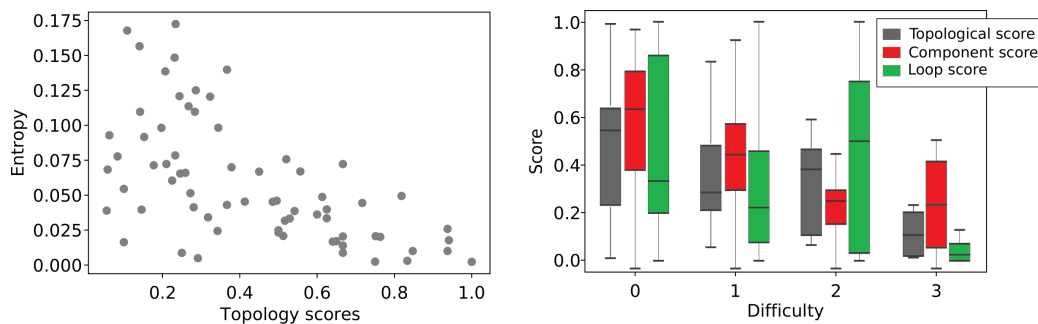 0.175
0.150
0.125
0.100
0.075
0.050
0.025
0.000
Entropy
0.2 0.4 0.6 0.8 1.0
Topology scores
1.0
0.8
0.6
0.4
0.2
0.0
Score
Topological score
Component score
Loop score
0 1 2 3
Difficulty